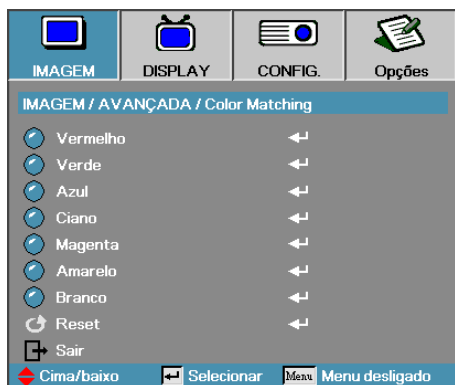 IMAGEM DISPLAY CONFIG. Opções
IMAGEM / AVANÇADA / Color Matching
Vermelho
Verde
Azul
Ciano
Magenta
Amarelo
Branco
Reset
Sair
Cima/baixo Selecionar Menu Menu desligado